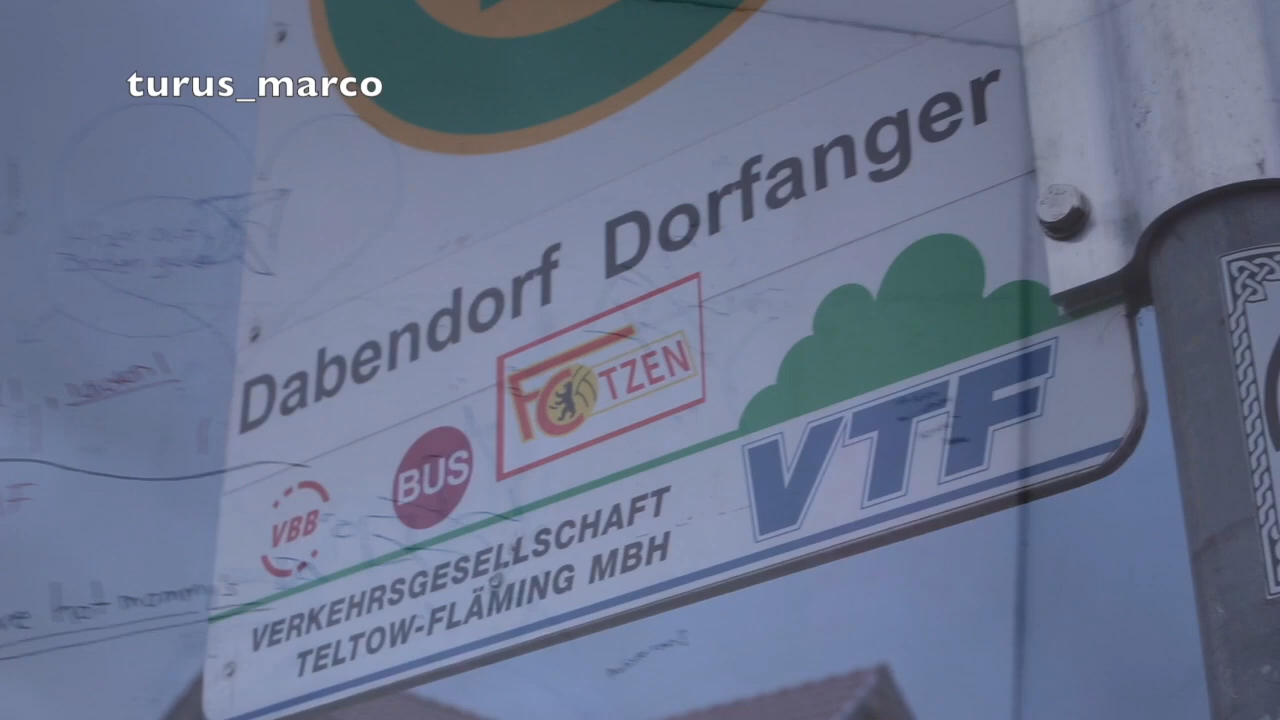 turus_marco
Dabendorf Dorfanger
FC TZEN
BUS
VBB
VTF
VERKEHRSGESELLSCHAFT
TELTOW-FLÄMING MBH